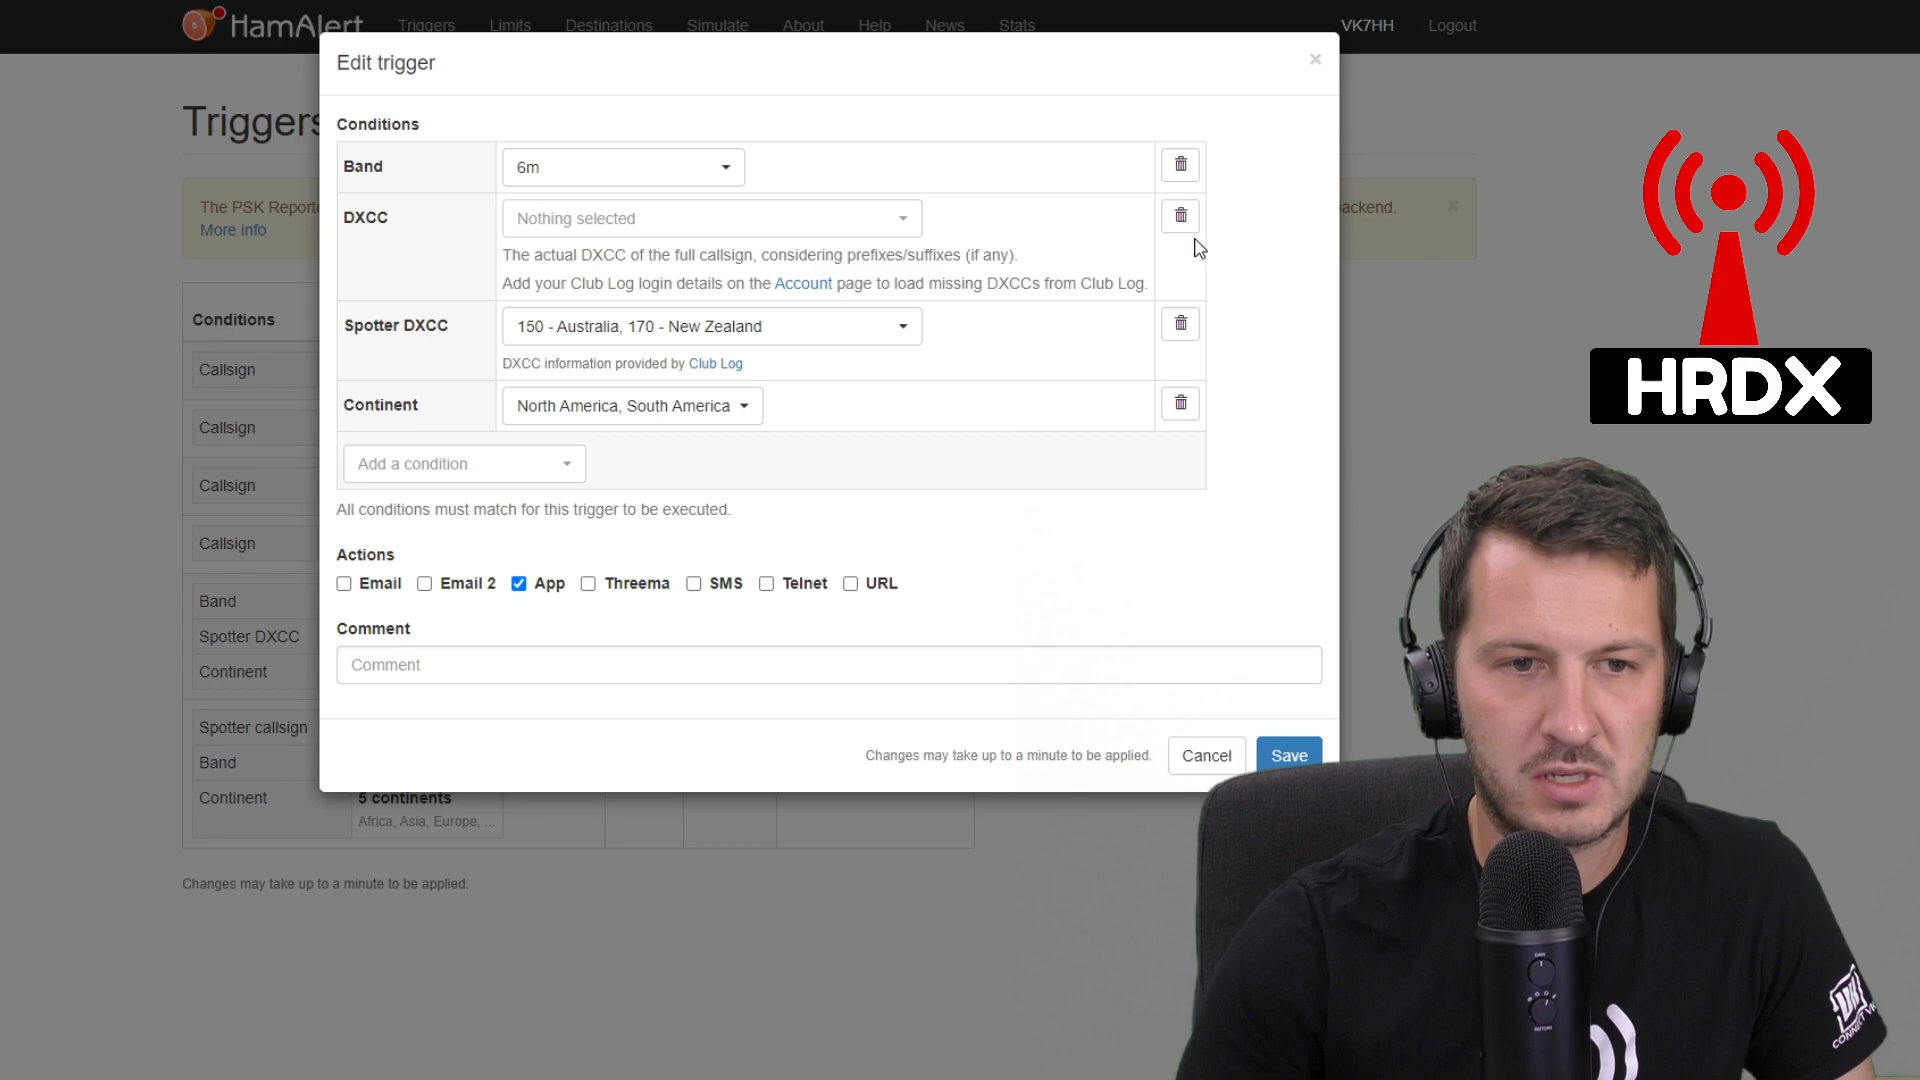 HamAlert Triggers Limits Destinations Simulate About Help News Stats VK7HH Logout
Edit trigger ×
Triggers
Conditions
Band 6m
The PSK Reporte
ackend. ×
More info
DXCC Nothing selected
The actual DXCC of the full callsign, considering prefixes/suffixes (if any).
Add your Club Log login details on the Account page to load missing DXCCs from Club Log.
Conditions
Spotter DXCC 150 - Australia, 170 - New Zealand
DXCC information provided by Club Log
Callsign
Continent North America, South America
Callsign
Add a condition
Callsign
All conditions must match for this trigger to be executed.
Callsign
Actions
Email Email 2 App Threema SMS Telnet URL
Band
Comment
Spotter DXCC
Comment
Continent
Spotter callsign
Changes may take up to a minute to be applied. Cancel Save
Band
Continent 5 continents
Africa, Asia, Europe, ...
Changes may take up to a minute to be applied.
HRDX
GAIN
PATTERN
VK
CONNECT VK